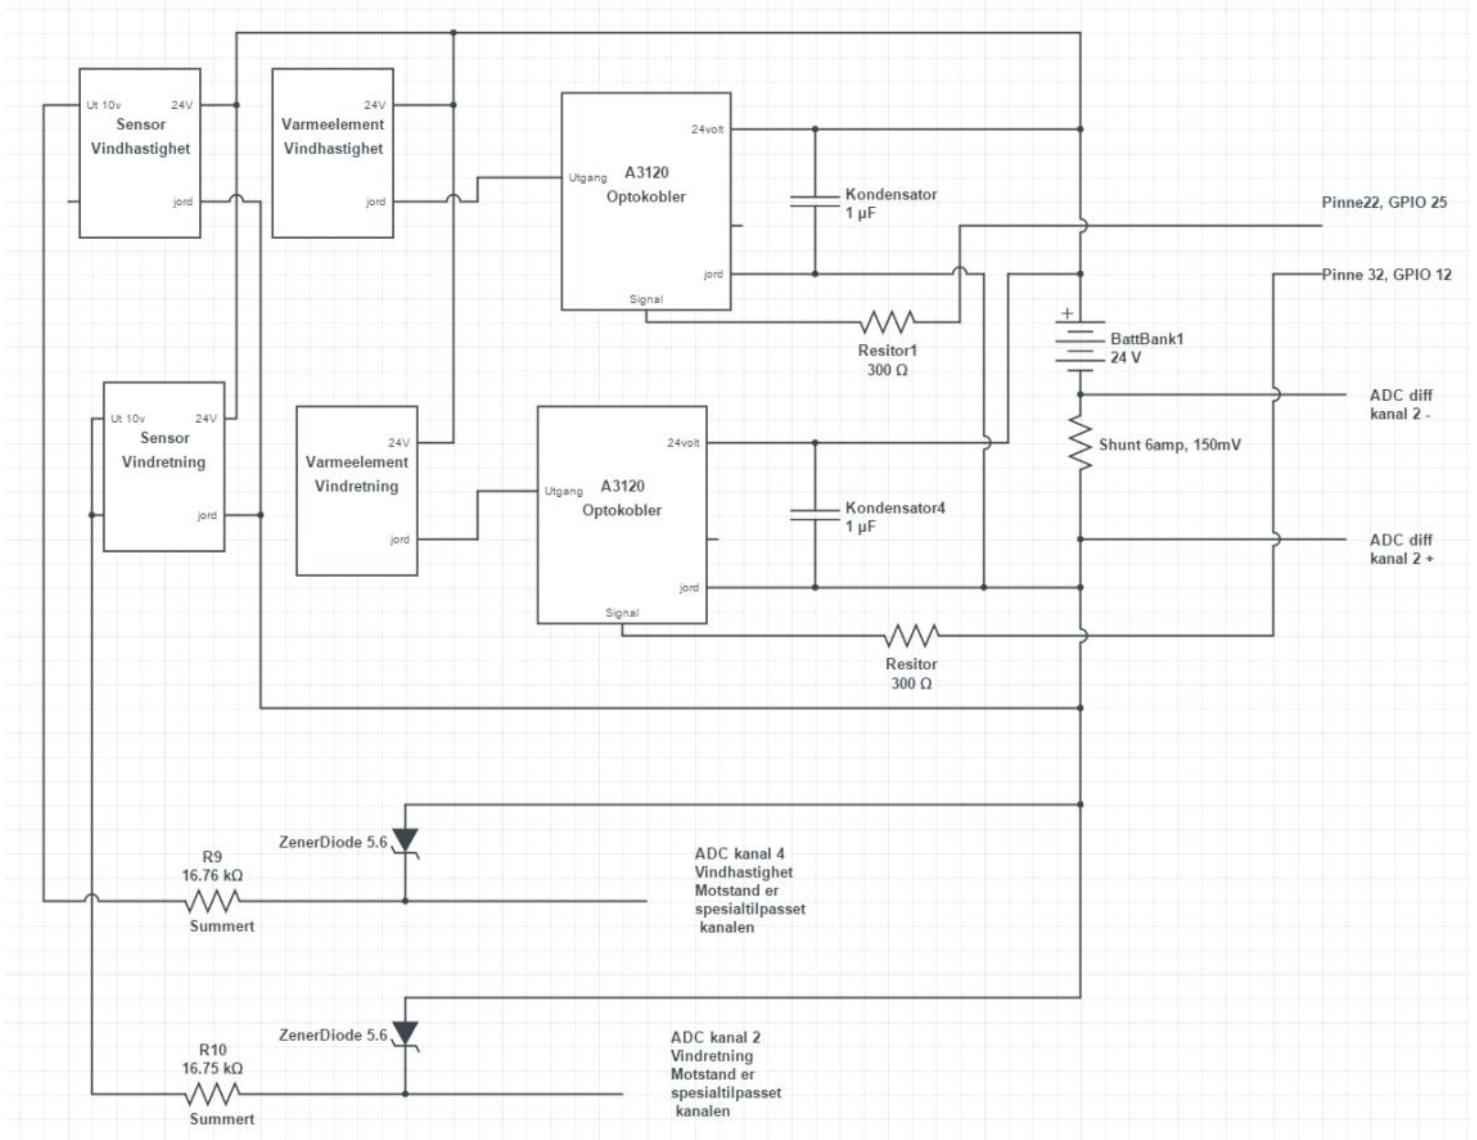 Ut 10v
24V
Sensor
Vindhastighet
jord
24V
Varmeelement
Vindhastighet
jord
24volt
Utgang
A3120
Optokobler
jord
Signal
Kondensator
1 µF
Pinne22, GPIO 25
Pinne 32, GPIO 12
Resitor1
300 Ω
+
BattBank1
24 V
ADC diff
kanal 2 -
Shunt 6amp, 150mV
ADC diff
kanal 2 +
Ut 10v
24V
Sensor
Vindretning
jord
24V
Varmeelement
Vindretning
jord
24volt
Utgang
A3120
Optokobler
jord
Signal
Kondensator4
1 µF
Resitor
300 Ω
ZenerDiode 5.6
R9
16.76 kΩ
Summert
ADC kanal 4
Vindhastighet
Motstand er
spesialtilpasset
kanalen
ZenerDiode 5.6
R10
16.75 kΩ
Summert
ADC kanal 2
Vindretning
Motstand er
spesialtilpasset
kanalen